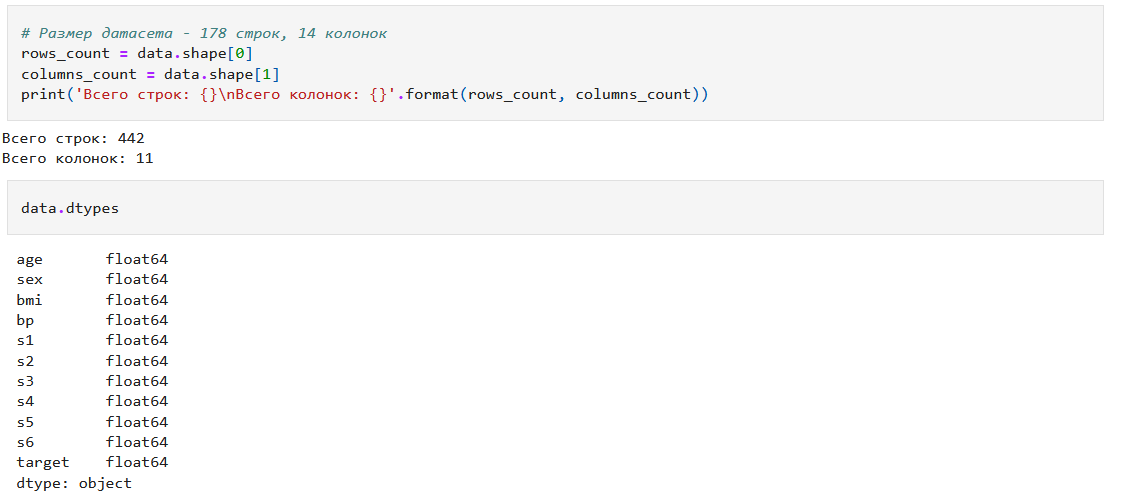 # Размер датасета - 178 строк, 14 колонок
rows_count = data.shape[0]
columns_count = data.shape[1]
print('Всего строк: {}\nВсего колонок: {}'.format(rows_count, columns_count))
Всего строк: 442
Всего колонок: 11
data.dtypes
age float64
sex float64
bmi float64
bp float64
s1 float64
s2 float64
s3 float64
s4 float64
s5 float64
s6 float64
target float64
dtype: object